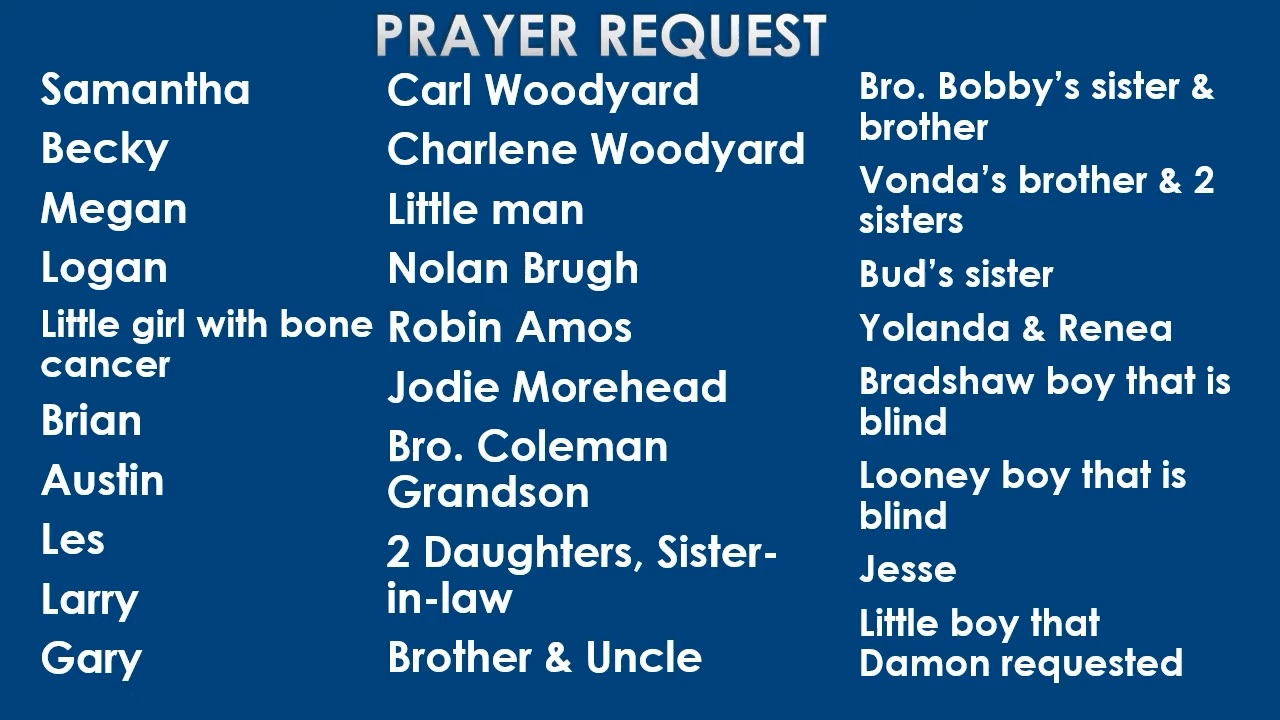 PRAYER REQUEST
Samantha
Becky
Megan
Logan
Little girl with bone
cancer
Brian
Austin
Les
Larry
Gary
Carl Woodyard
Charlene Woodyard
Little man
Nolan Brugh
Robin Amos
Jodie Morehead
Bro. Coleman
Grandson
2 Daughters, Sister-
in-law
Brother & Uncle
Bro. Bobby’s sister &
brother
Vonda’s brother & 2
sisters
Bud’s sister
Yolanda & Renea
Bradshaw boy that is
blind
Looney boy that is
blind
Jesse
Little boy that
Damon requested